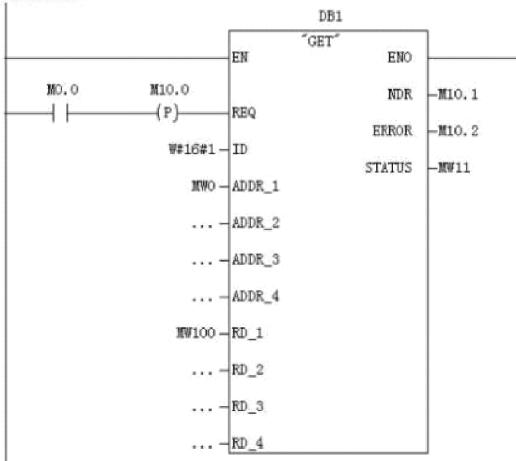 DB1
"GET"
EN ENO
M0.0 M10.0 NDR M10.1
(P) REQ
ERROR M10.2
W#16#1 ID STATUS MW11
MW0 ADDR_1
... ADDR_2
... ADDR_3
... ADDR_4
MW100 RD_1
... RD_2
... RD_3
... RD_4